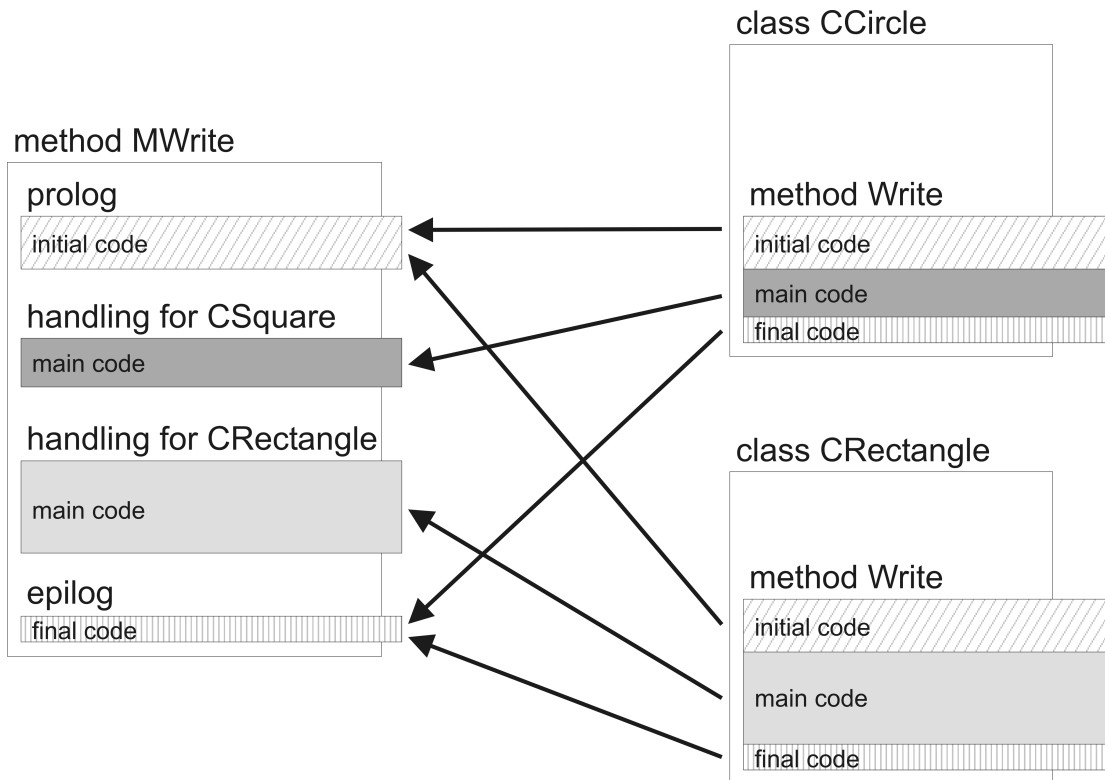 method MWrite
prolog
initial code
handling for CSquare
main code
handling for CRectangle
main code
epilog
final code
class CCircle
method Write
initial code
main code
final code
class CRectangle
method Write
initial code
main code
final code